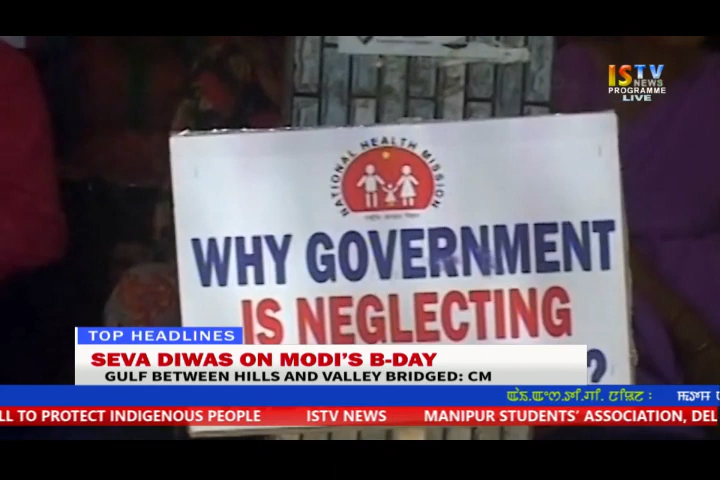 ISTV
NEWS
PROGRAMME
LIVE
NATIONAL HEALTH MISSION
WHY GOVERNMENT
IS NEGLECTING
?
TOP HEADLINES
SEVA DIWAS ON MODI'S B-DAY
GULF BETWEEN HILLS AND VALLEY BRIDGED: CM
LL TO PROTECT INDIGENOUS PEOPLE ISTV NEWS MANIPUR STUDENTS' ASSOCIATION, DEL